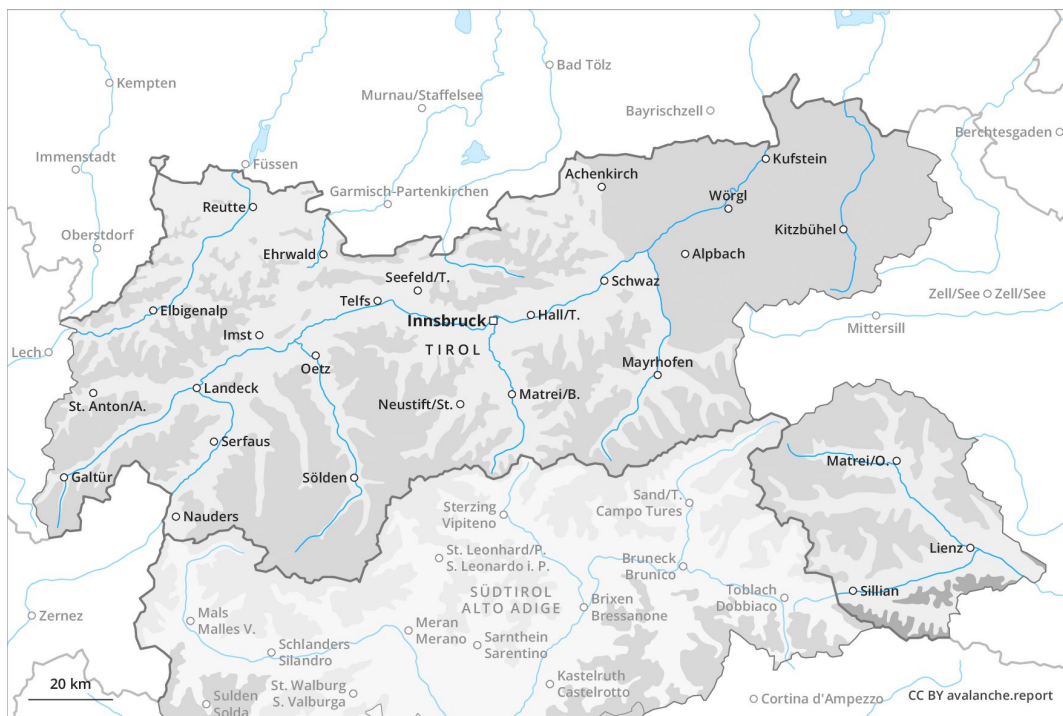 Kempten
Bad Tölz
Murnau/Staffelsee
Bayrischzell
Berchtesgaden
Immenstadt
Füssen
Kufstein
Garmisch-Partenkirchen
Achenkirch
Reutte
Wörgl
Oberstdorf
Kitzbühel
Ehrwald
Alpbach
Seefeld/T.
Schwaz
Telfs
Zell/See
Zell/See
Elbigenalp
Hall/T.
Innsbruck
Mittersill
Imst
TIROL
Lech
Oetz
Mayrhofen
Landeck
Matrei/B.
St. Anton/A.
Neustift/St.
Serfaus
Matrei/O.
Galtür
Sölden
Sand/T.
Campo Tures
Sterzing
Vipiteno
Nauders
Lienz
St. Leonhard/P.
S. Leonardo i. P.
Bruneck
Brunico
SÜDTIROL
ALTO ADIGE
Sillian
Toblach
Dobbiaco
Brixen
Bressanone
Zernez
Mals
Malles V.
Meran
Merano
Sarnthein
Sarentino
Schlanders
Silandro
Kastelruth
Castelrotto
20 km
St. Walburg
S. Valburga
Sulden
Solda
Cortina d'Ampezzo
CC BY avalanche.report